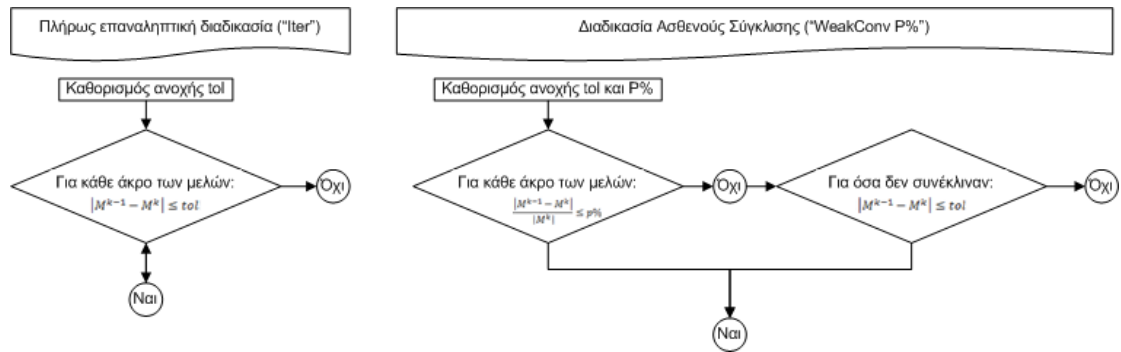 Πλήρως επαναληπτική διαδικασία (“Iter”)
Καθορισμός ανοχής tol
Για κάθε άκρο των μελών:
|M^{k-1} - M^k| ≤ tol
Όχι
Ναι
Διαδικασία Ασθενούς Σύγκλισης (“WeakConv P%”)
Καθορισμός ανοχής tol και P%
Για κάθε άκρο των μελών:
|M^{k-1} - M^k| / |M^k| ≤ p%
Όχι
Για όσα δεν συνέκλιναν:
|M^{k-1} - M^k| ≤ tol
Όχι
Ναι